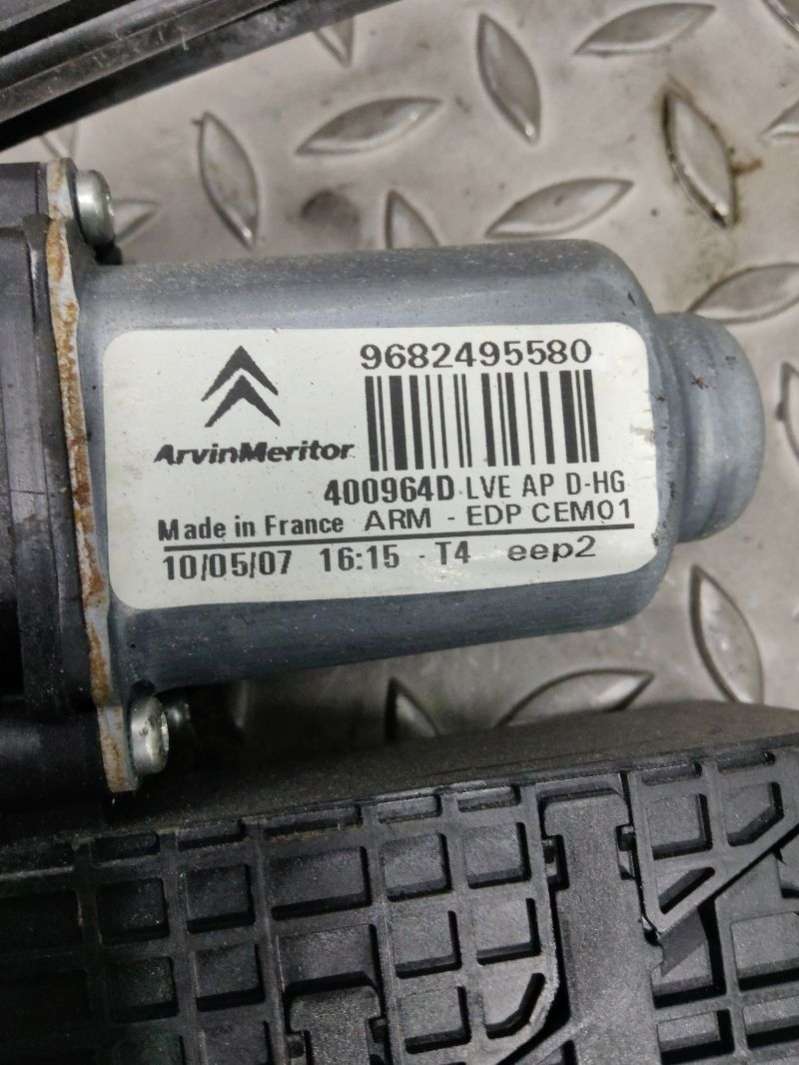 9682495580
ArvinMeritor
400964D LVE AP D-HG
Made in France ARM - EDP CEM01
10/05/07 16:15 - T4 eep2